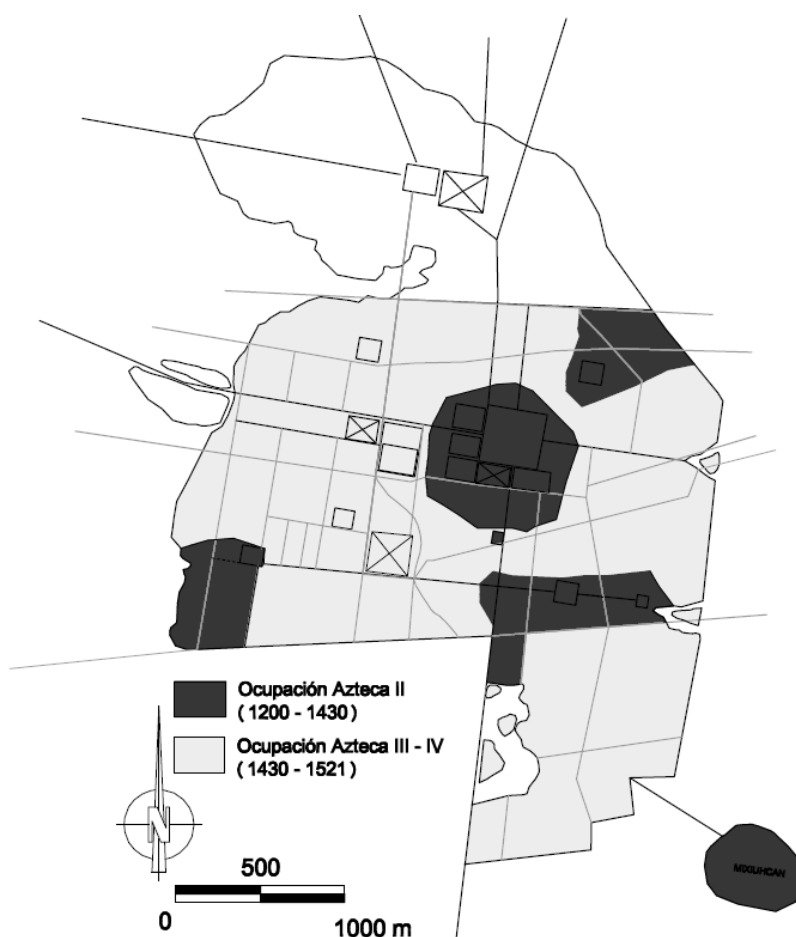 Ocupación Azteca II
( 1200 - 1430)
Ocupación Azteca III - IV
(1430 - 1521 )
N
500
0
1000 m
MIXIUHCAN